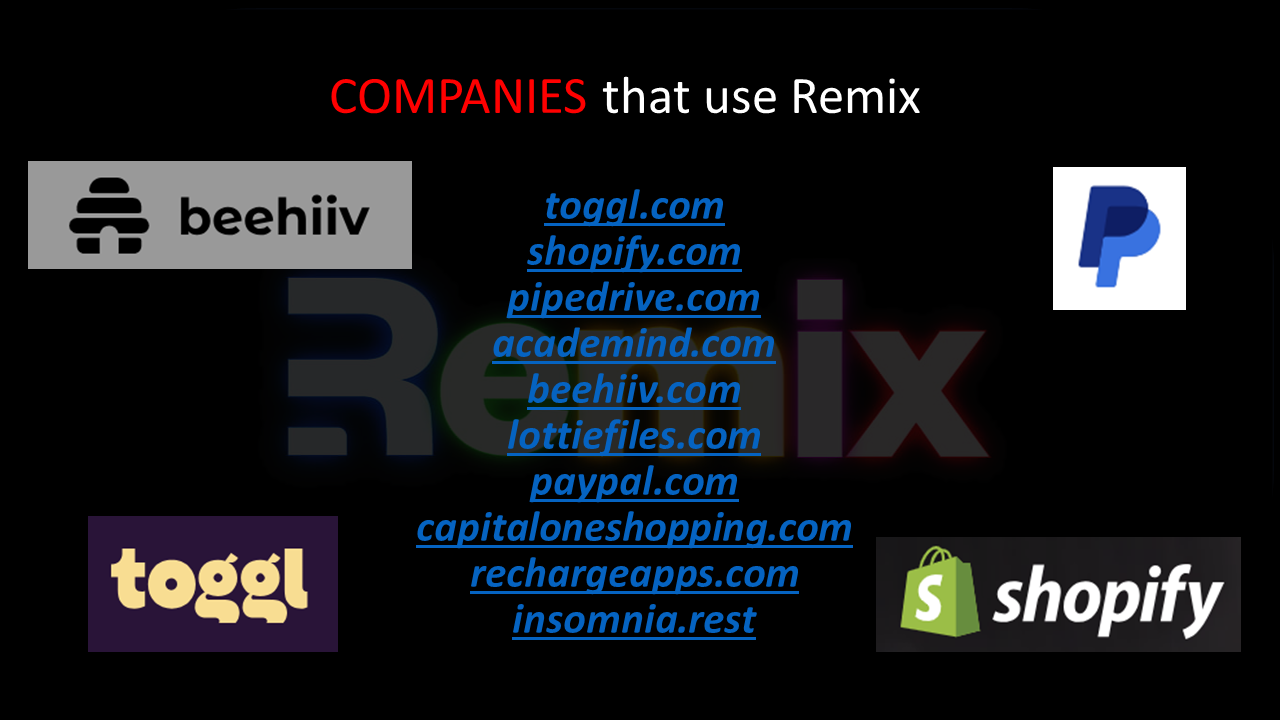 COMPANIES that use Remix
beehiiv
toggl.com
shopify.com
pipedrive.com
academind.com
beehiiv.com
lottiefiles.com
paypal.com
capitaloneshopping.com
rechargeapps.com
insomnia.rest
Remix
toggl
shopify